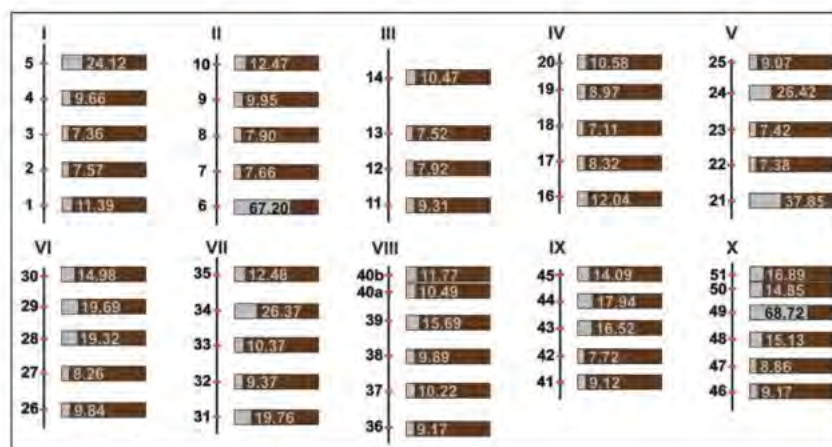 I II III IV V
5 24.12 10 12.47 14 10.47 20 10.58 25 9.07
4 9.66 9 9.95 13 7.52 19 8.97 24 26.42
3 7.36 8 7.90 12 7.92 18 7.11 23 7.42
2 7.57 7 7.66 11 9.31 17 8.32 22 7.38
1 11.39 6 67.20 16 12.04 21 37.85
VI VII VIII IX X
30 14.98 35 12.48 40b 11.77 45 14.09 51 16.89
40a 10.49 50 14.85
29 19.69 34 26.37 39 15.69 44 17.94 49 68.72
28 19.32 33 10.37 38 9.89 43 16.52 48 15.13
27 8.26 32 9.37 37 10.22 42 7.72 47 8.86
26 9.84 31 19.76 36 9.17 41 9.12 46 9.17